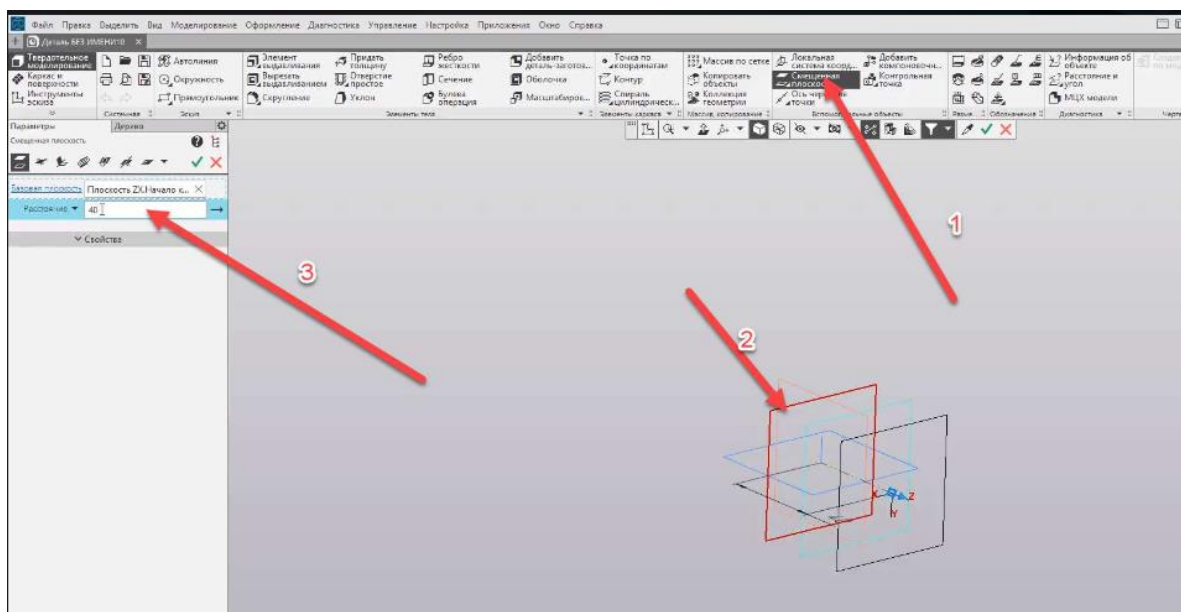 Файл Правка Выделить Вид Моделирование Оформление Диагностика Управление Настройка Приложения Окно Справка
+ Деталь БЕЗ ИМЕНИ10 ×
Твердотельное моделирование
Каркас и поверхности
Инструменты эскиза
Системная
Автолиния
Окружность
Прямоугольник
Эскиз
Элемент выдавливания
Вырезать выдавливанием
Скругление
Придать толщину
Отверстие простое
Уклон
Ребро жесткости
Сечение
Булева операция
Добавить деталь-заготов...
Оболочка
Масштабиров...
Элементы тела
Точка по координатам
Контур
Спираль цилиндрическ...
Элементы каркаса
Массив по сетке
Копировать объекты
Коллекция геометрии
Массив, копирование
Локальная система коорд...
Смещенная плоскость
Добавить компоновочн...
Контрольная точка
Вспомогательные объекты
Обозначения
Информация об объекте
Расстояние и угол
МЦХ модели
Диагностика
Параметры
Дерево
Смещенная плоскость
Базовая плоскость Плоскость ZX.Начало к... ×
Расстояние 40
Свойства
1
2
3
X
Z
Y